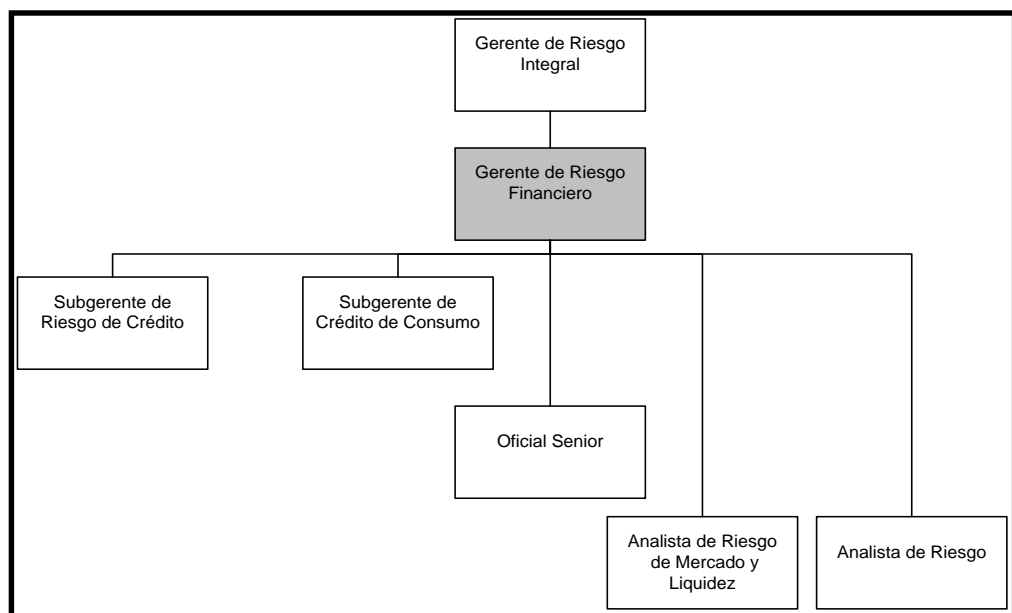 Gerente de Riesgo
Integral
Gerente de Riesgo
Financiero
Subgerente de
Riesgo de Crédito
Subgerente de
Crédito de Consumo
Oficial Senior
Analista de Riesgo
de Mercado y
Liquidez
Analista de Riesgo